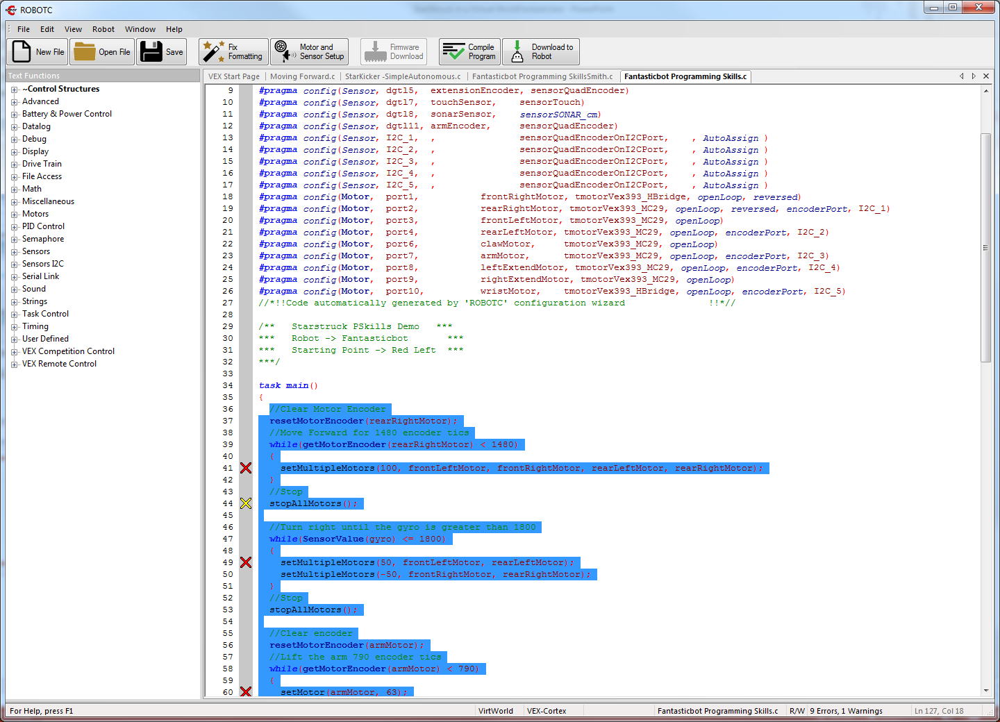 ROBOTC
File Edit View Robot Window Help
New File Open File Save Fix Formatting Motor and Sensor Setup Firmware Download Compile Program Download to Robot
Text Functions
~Control Structures
Advanced
Battery & Power Control
Datalog
Debug
Display
Drive Train
File Access
Math
Miscellaneous
Motors
PID Control
Semaphore
Sensors
Sensors I2C
Serial Link
Sound
Strings
Task Control
Timing
User Defined
VEX Competition Control
VEX Remote Control
VEX Start Page Moving Forward.c StarKicker -SimpleAutonomous.c Fantasticbot Programming SkillsSmith.c Fantasticbot Programming Skills.c
9 #pragma config(Sensor, dgtl5, extensionEncoder, sensorQuadEncoder)
10 #pragma config(Sensor, dgtl7, touchSensor, sensorTouch)
11 #pragma config(Sensor, dgtl8, sonarSensor, sensorSONAR_cm)
12 #pragma config(Sensor, dgtl11, armEncoder, sensorQuadEncoder)
13 #pragma config(Sensor, I2C_1, , sensorQuadEncoderOnI2CPort, , AutoAssign )
14 #pragma config(Sensor, I2C_2, , sensorQuadEncoderOnI2CPort, , AutoAssign )
15 #pragma config(Sensor, I2C_3, , sensorQuadEncoderOnI2CPort, , AutoAssign )
16 #pragma config(Sensor, I2C_4, , sensorQuadEncoderOnI2CPort, , AutoAssign )
17 #pragma config(Sensor, I2C_5, , sensorQuadEncoderOnI2CPort, , AutoAssign )
18 #pragma config(Motor, port1, frontRightMotor, tmotorVex393_HBridge, openLoop, reversed)
19 #pragma config(Motor, port2, rearRightMotor, tmotorVex393_MC29, openLoop, reversed, encoderPort, I2C_1)
20 #pragma config(Motor, port3, frontLeftMotor, tmotorVex393_MC29, openLoop)
21 #pragma config(Motor, port4, rearLeftMotor, tmotorVex393_MC29, openLoop, encoderPort, I2C_2)
22 #pragma config(Motor, port6, clawMotor, tmotorVex393_MC29, openLoop)
23 #pragma config(Motor, port7, armMotor, tmotorVex393_MC29, openLoop, encoderPort, I2C_3)
24 #pragma config(Motor, port8, leftExtendMotor, tmotorVex393_MC29, openLoop, encoderPort, I2C_4)
25 #pragma config(Motor, port9, rightExtendMotor, tmotorVex393_MC29, openLoop)
26 #pragma config(Motor, port10, wristMotor, tmotorVex393_HBridge, openLoop, encoderPort, I2C_5)
27 //*!!Code automatically generated by 'ROBOTC' configuration wizard !!*//
28
29 /** Starstruck PSkills Demo ***
30 *** Robot -> Fantasticbot ***
31 *** Starting Point -> Red Left ***
32 ***/
33
34 task main()
35 {
36 //Clear Motor Encoder
37 resetMotorEncoder(rearRightMotor);
38 //Move Forward for 1480 encoder tics
39 while(getMotorEncoder(rearRightMotor) < 1480)
40 {
41 setMultipleMotors(100, frontLeftMotor, frontRightMotor, rearLeftMotor, rearRightMotor);
42 }
43 //Stop
44 stopAllMotors();
45
46 //Turn right until the gyro is greater than 1800
47 while(SensorValue(gyro) <= 1800)
48 {
49 setMultipleMotors(50, frontLeftMotor, rearLeftMotor);
50 setMultipleMotors(-50, frontRightMotor, rearRightMotor);
51 }
52 //Stop
53 stopAllMotors();
54
55 //Clear encoder
56 resetMotorEncoder(armMotor);
57 //Lift the arm 790 encoder tics
58 while(getMotorEncoder(armMotor) < 790)
59 {
60 setMotor(armMotor, 63);
For Help, press F1 VirtWorld VEX-Cortex Fantasticbot Programming Skills.c R/W 9 Errors, 1 Warnings Ln 127, Col 18